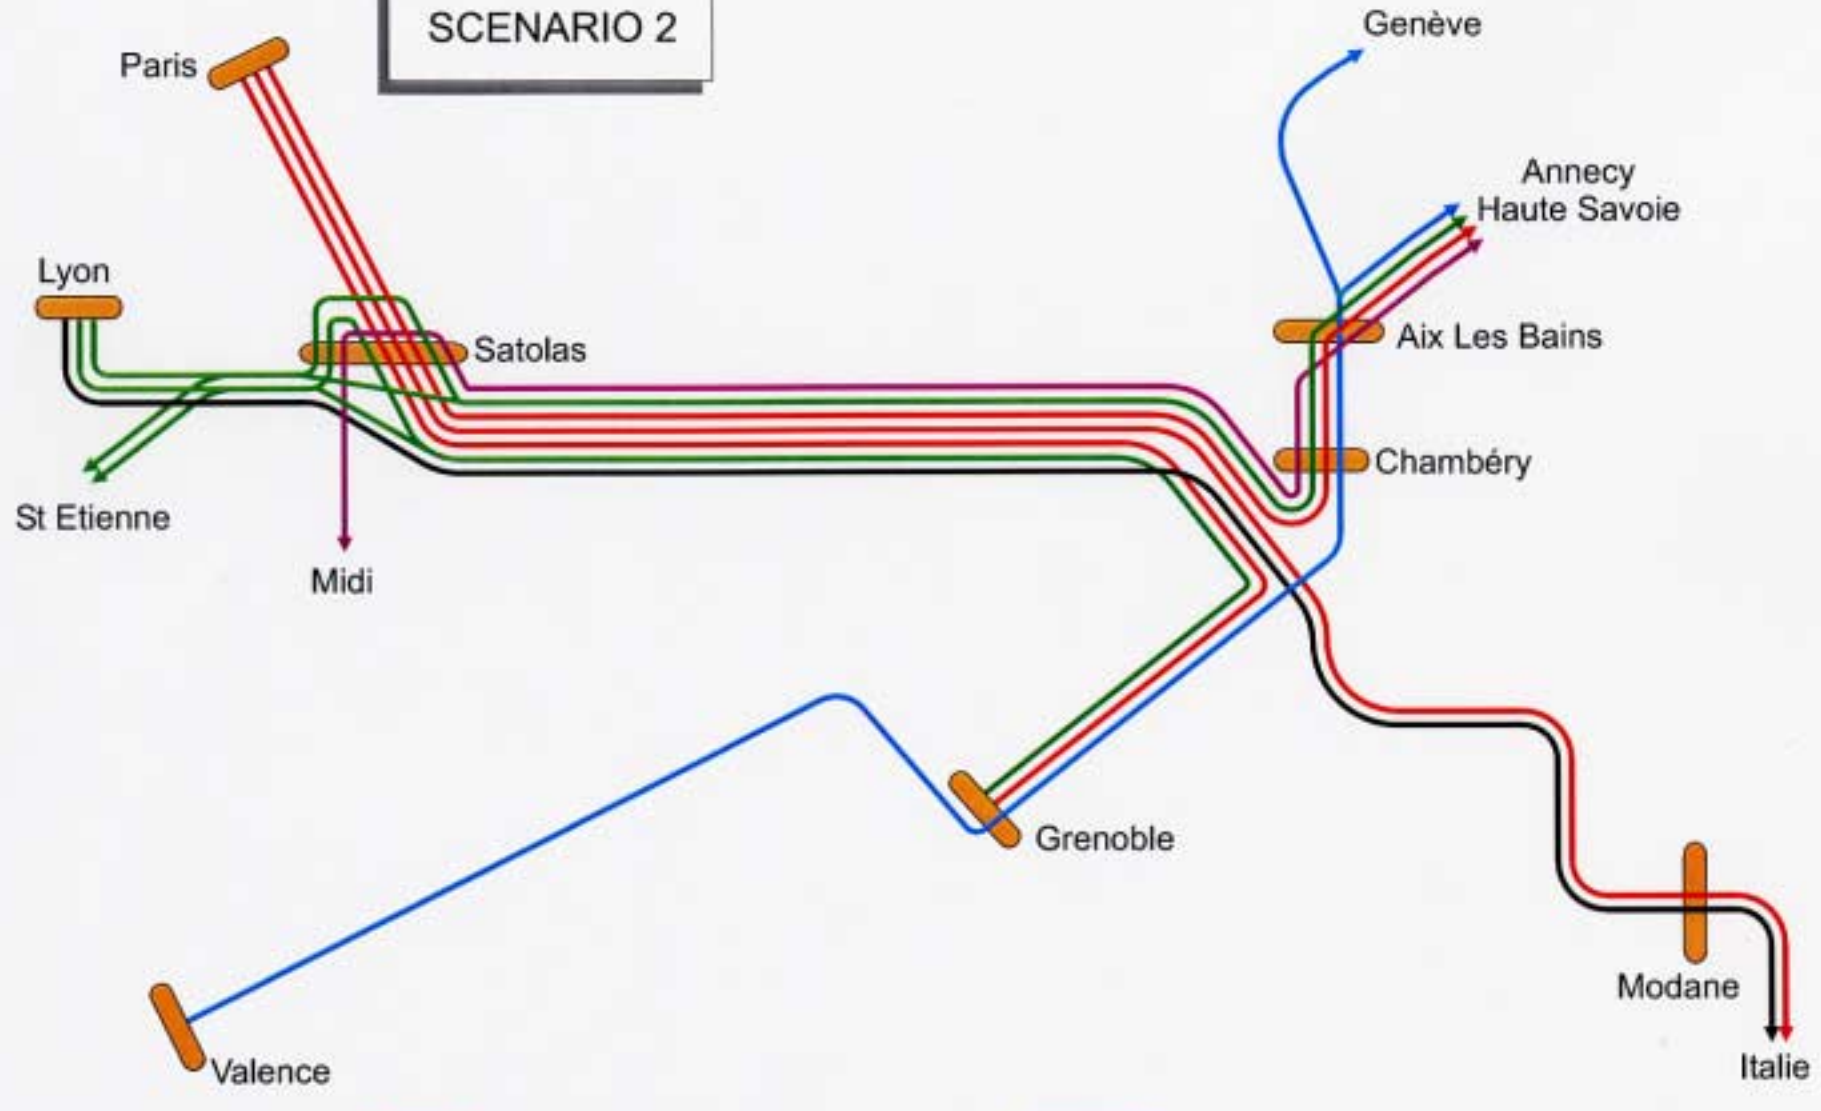 SCENARIO 2
Genève
Paris
Annecy
Haute Savoie
Lyon
Satolas
Aix Les Bains
Chambéry
St Etienne
Midi
Grenoble
Modane
Valence
Italie